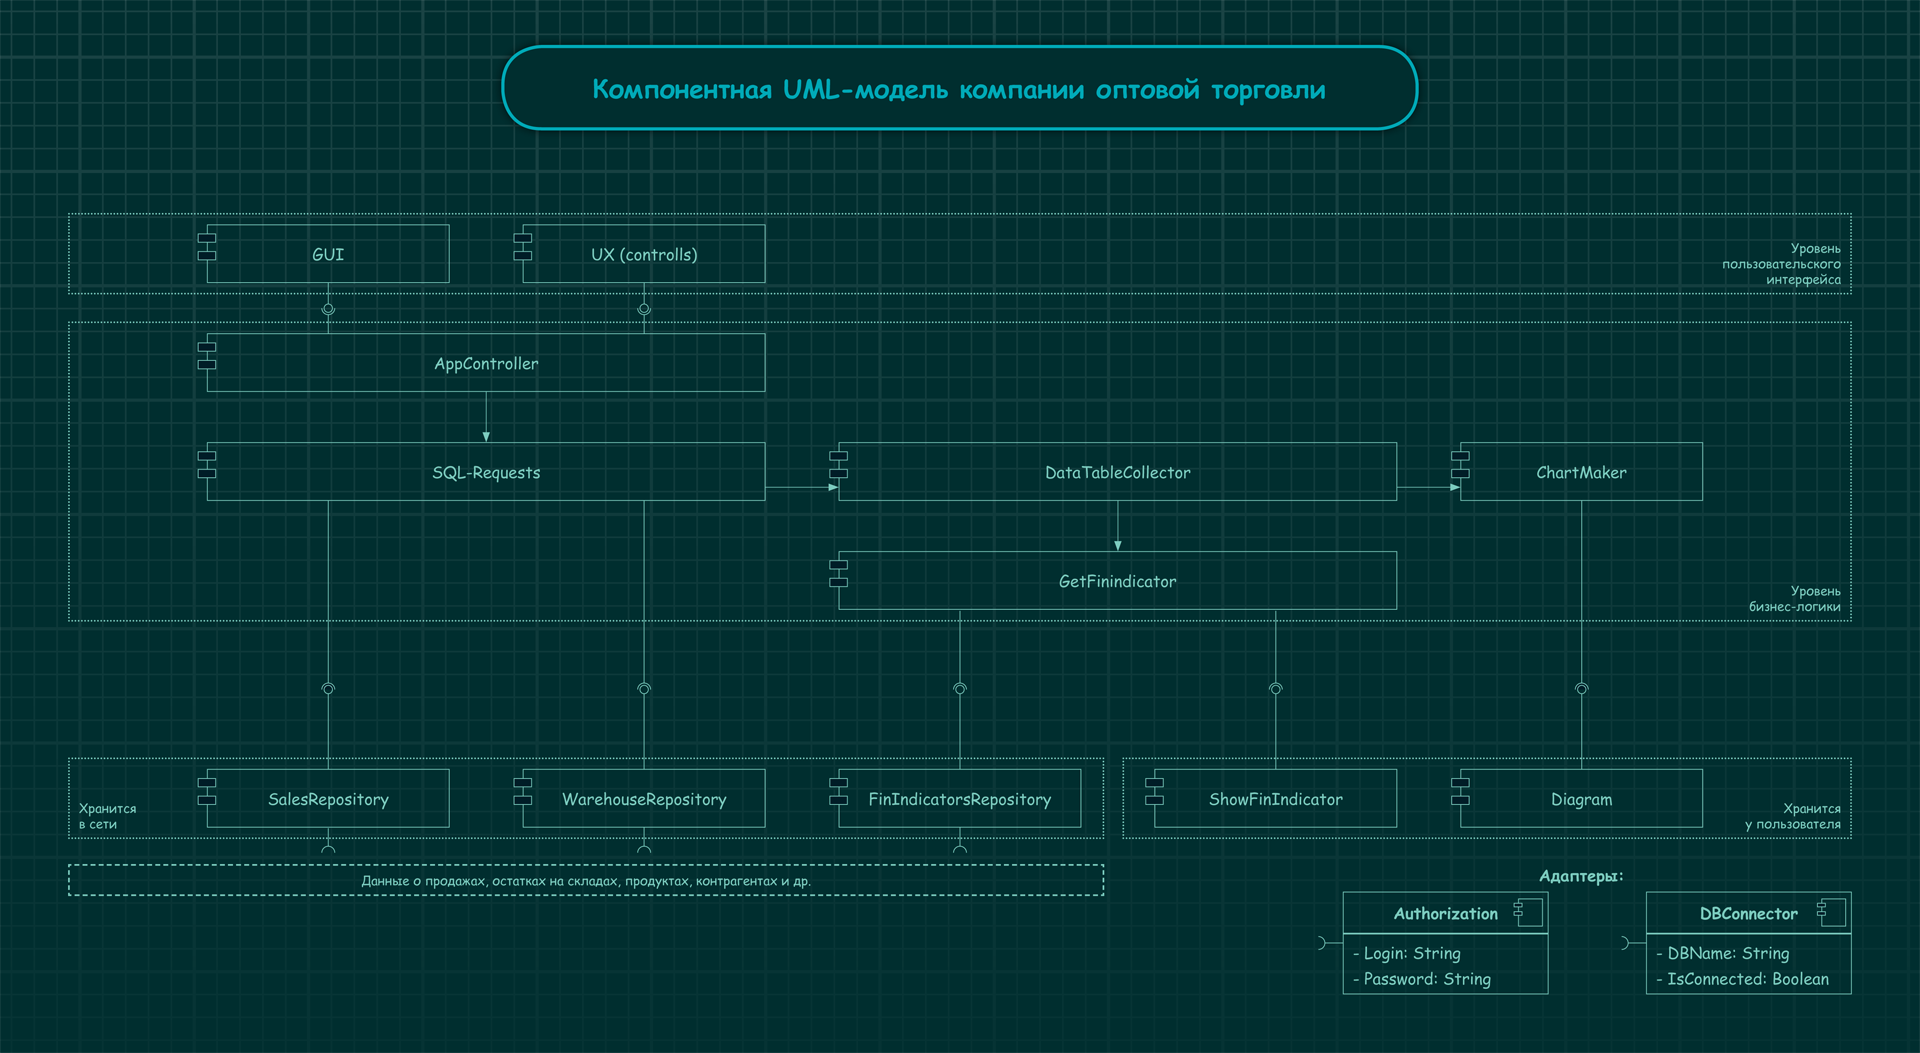 Компонентная UML-модель компании оптовой торговли
GUI
UX (controlls)
Уровень
пользовательского
интерфейса
AppController
SQL-Requests
DataTableCollector
ChartMaker
GetFinindicator
Уровень
бизнес-логики
Хранится
в сети
SalesRepository
WarehouseRepository
FinIndicatorsRepository
ShowFinIndicator
Diagram
Хранится
у пользователя
Данные о продажах, остатках на складах, продуктах, контрагентах и др.
Адаптеры:
Authorization
- Login: String
- Password: String
DBConnector
- DBName: String
- IsConnected: Boolean